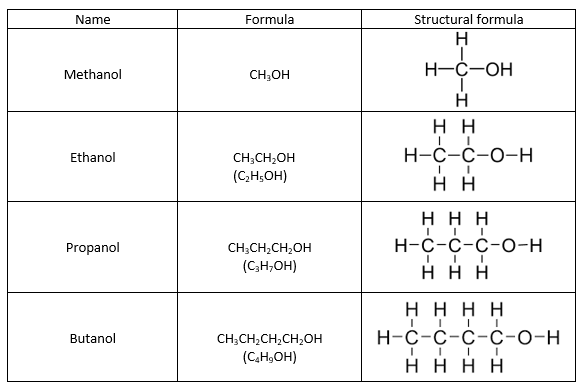 Name Formula Structural formula
H
Methanol CH₃OH H-C-OH
H
H H
Ethanol CH₃CH₂OH H-C-C-O-H
(C₂H₅OH)
H H
H H H
Propanol CH₃CH₂CH₂OH H-C-C-C-O-H
(C₃H₇OH)
H H H
H H H H
Butanol CH₃CH₂CH₂CH₂OH H-C-C-C-C-O-H
(C₄H₉OH)
H H H H